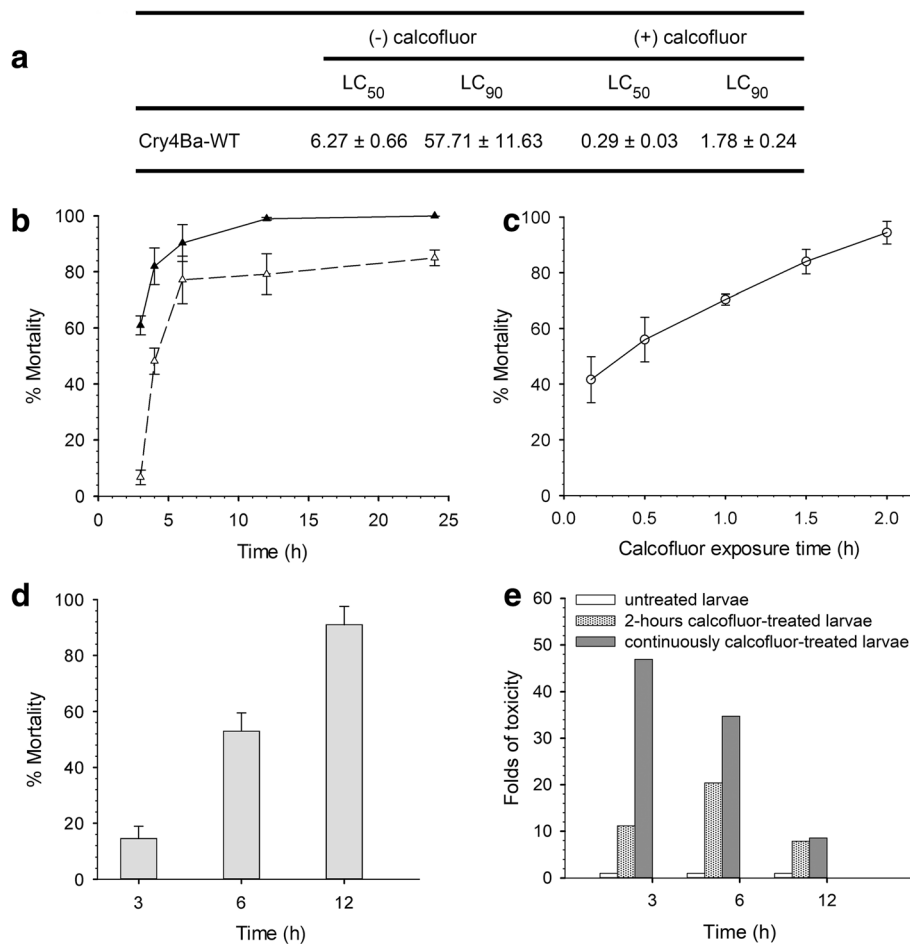 a
(-) calcofluor (+) calcofluor
LC50 LC90 LC50 LC90
Cry4Ba-WT 6.27 ± 0.66 57.71 ± 11.63 0.29 ± 0.03 1.78 ± 0.24
b
100
80
60
40
20
0
% Mortality
0 5 10 15 20 25
Time (h)
c
100
80
60
40
20
0
% Mortality
0.0 0.5 1.0 1.5 2.0
Calcofluor exposure time (h)
d
100
80
60
40
20
0
% Mortality
3 6 12
Time (h)
e
60
50
40
30
20
10
0
Folds of toxicity
untreated larvae
2-hours calcofluor-treated larvae
continuously calcofluor-treated larvae
3 6 12
Time (h)